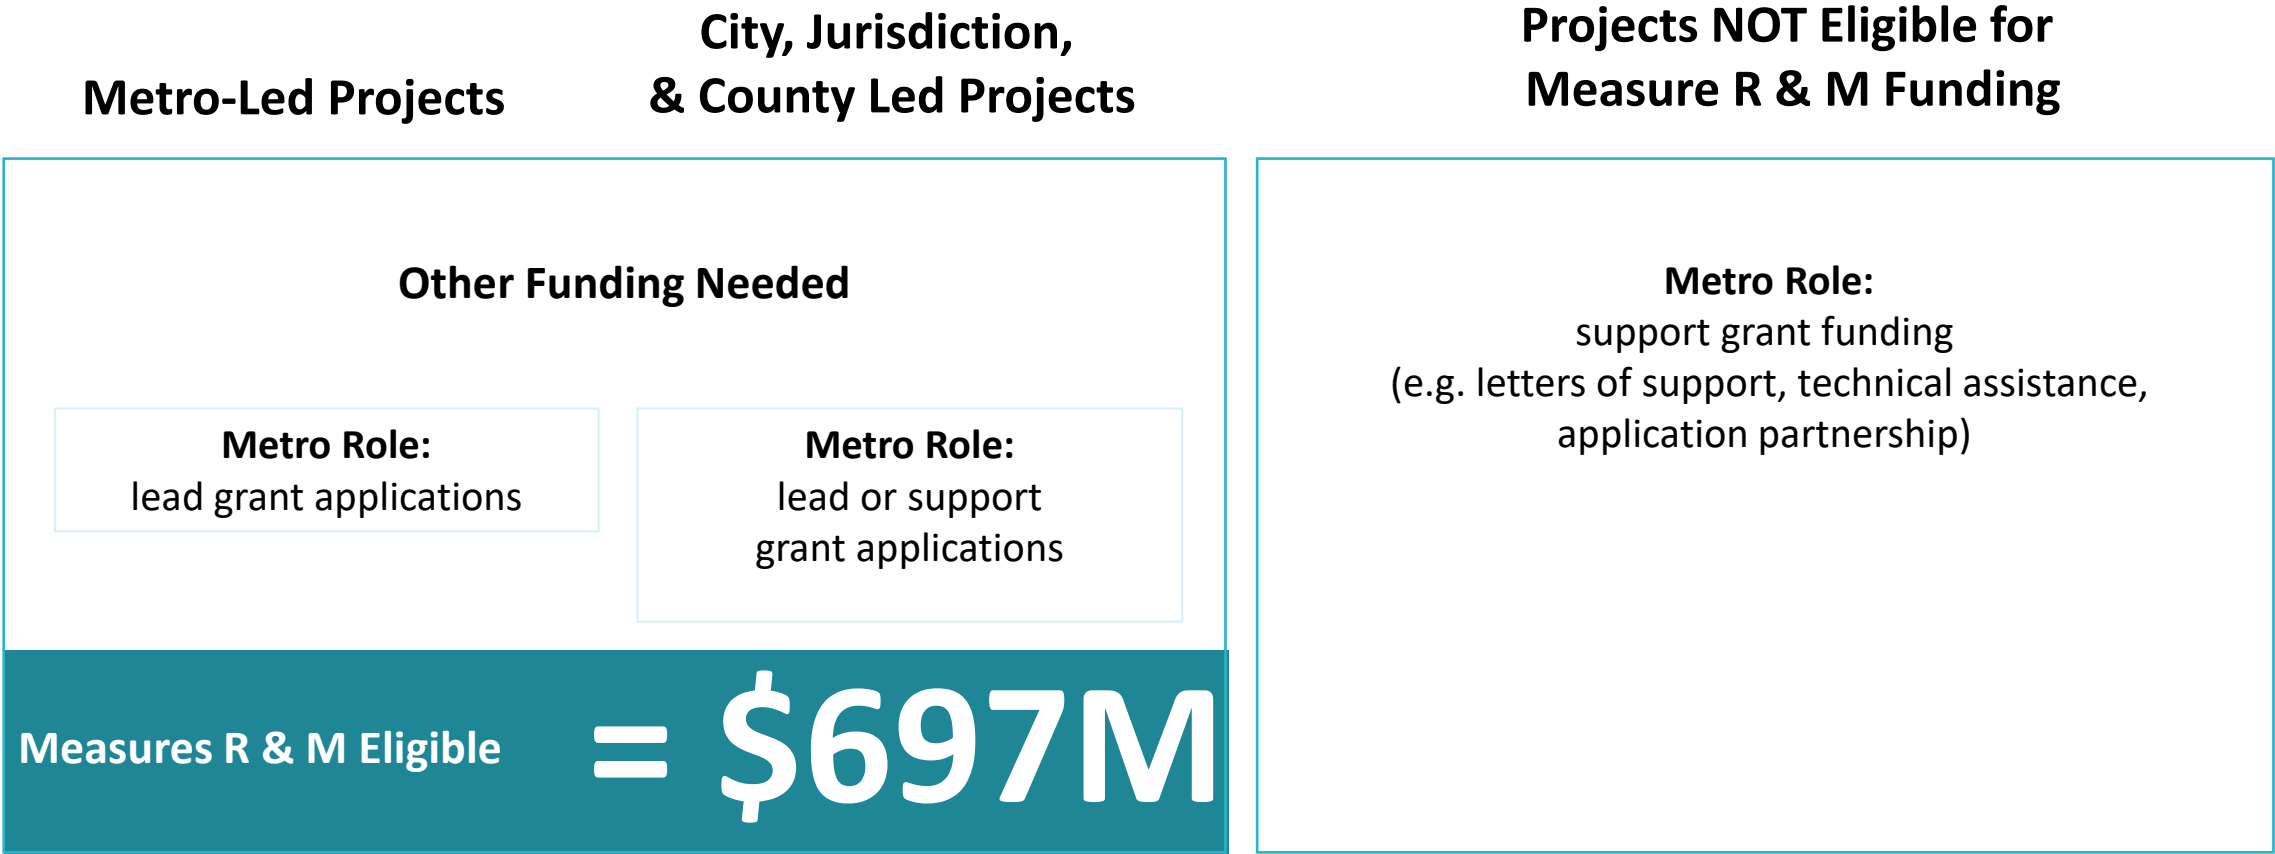 Metro-Led Projects
City, Jurisdiction,
& County Led Projects
Projects NOT Eligible for
Measure R & M Funding
Other Funding Needed
Metro Role:
lead grant applications
Metro Role:
lead or support
grant applications
Measures R & M Eligible = $697M
Metro Role:
support grant funding
(e.g. letters of support, technical assistance,
application partnership)